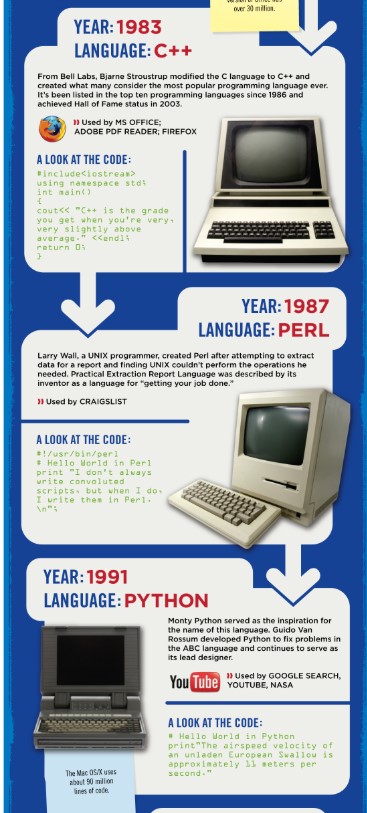 version of Office was
over 30 million.
YEAR: 1983
LANGUAGE: C++
From Bell Labs, Bjarne Stroustrup modified the C language to C++ and
created what many consider the most popular programming language ever.
It's been listed in the top ten programming languages since 1986 and
achieved Hall of Fame status in 2003.
» Used by MS OFFICE;
ADOBE PDF READER; FIREFOX
A LOOK AT THE CODE:
#include<iostream>
using namespace std;
int main()
{
cout<< "C++ is the grade
you get when you're very,
very slightly above
average." <<endl;
return 0;
}
YEAR: 1987
LANGUAGE: PERL
Larry Wall, a UNIX programmer, created Perl after attempting to extract
data for a report and finding UNIX couldn't perform the operations he
needed. Practical Extraction Report Language was described by its
inventor as a language for "getting your job done."
» Used by CRAIGSLIST
A LOOK AT THE CODE:
#!/usr/bin/perl
# Hello World in Perl
print "I don't always
write convoluted
scripts, but when I do,
I write them in Perl.
\n";
YEAR: 1991
LANGUAGE: PYTHON
Monty Python served as the inspiration for
the name of this language. Guido Van
Rossum developed Python to fix problems in
the ABC language and continues to serve as
its lead designer.
YouTube
» Used by GOOGLE SEARCH,
YOUTUBE, NASA
A LOOK AT THE CODE:
# Hello World in Python
print"The airspeed velocity of
an unladen European Swallow is
approximately 11 meters per
second."
The Mac OS/X uses
about 90 million
lines of code.